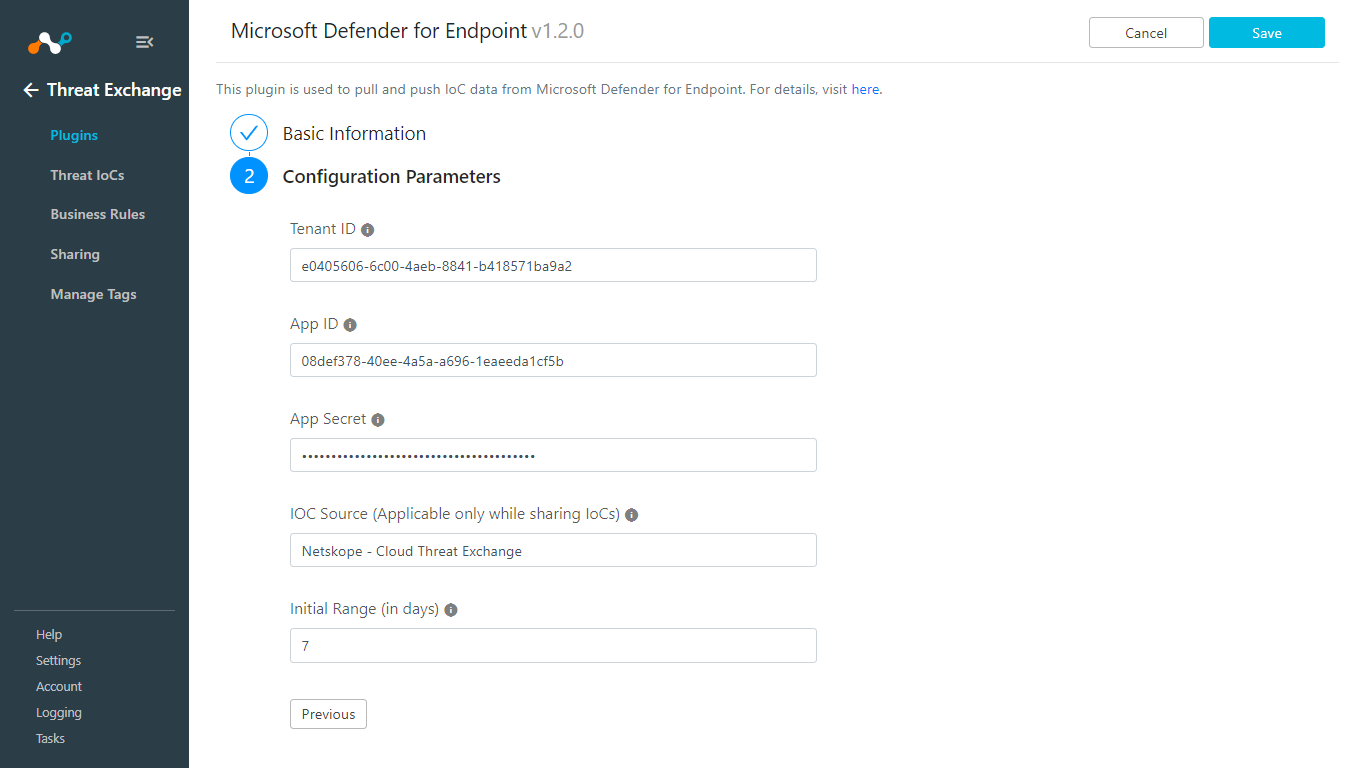 Microsoft Defender for Endpoint v1.2.0
Cancel
Save
Threat Exchange
Plugins
Threat IoCs
Business Rules
Sharing
Manage Tags
Help
Settings
Account
Logging
Tasks
This plugin is used to pull and push IoC data from Microsoft Defender for Endpoint. For details, visit here.
Basic Information
2 Configuration Parameters
Tenant ID
e0405606-6c00-4aeb-8841-b418571ba9a2
App ID
08def378-40ee-4a5a-a696-1eaeeda1cf5b
App Secret
••••••••••••••••••••••••••••••••••••••••
IOC Source (Applicable only while sharing IoCs)
Netskope - Cloud Threat Exchange
Initial Range (in days)
7
Previous